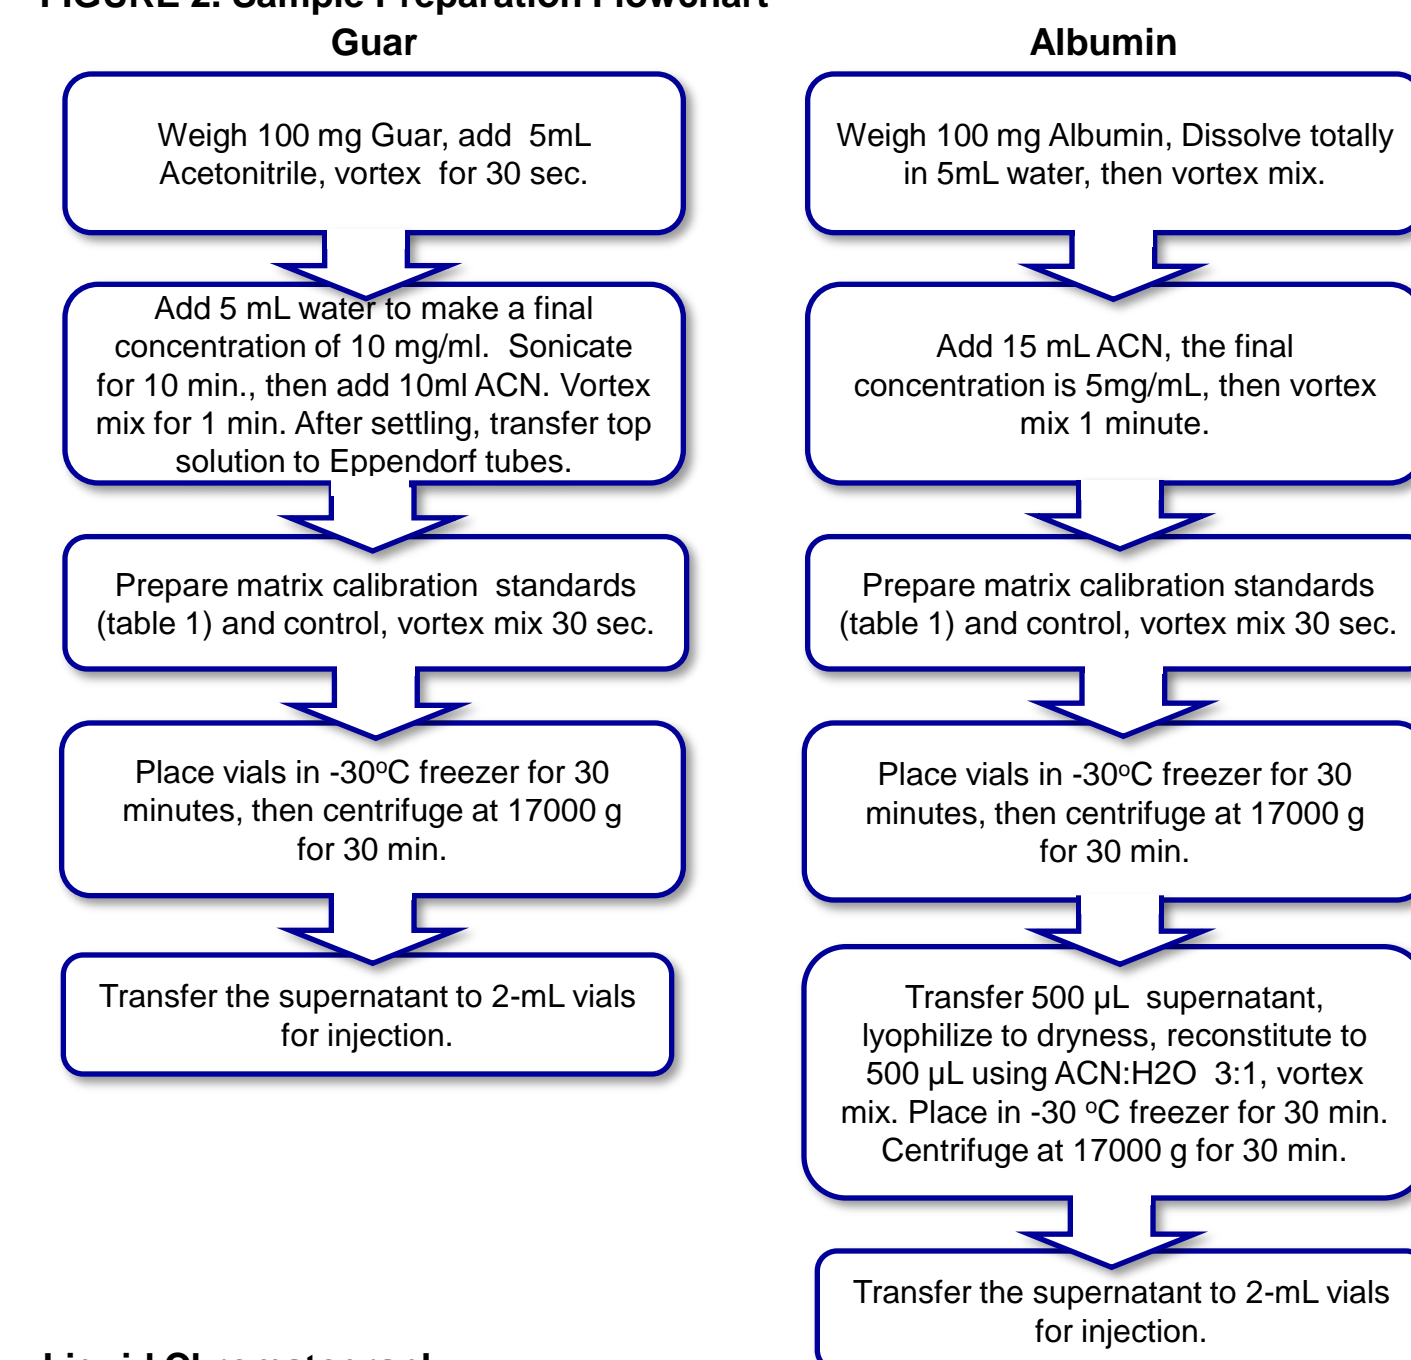 FIGURE 2. Sample Preparation Flowchart
Guar
Weigh 100 mg Guar, add 5mL
Acetonitrile, vortex for 30 sec.
Add 5 mL water to make a final
concentration of 10 mg/ml. Sonicate
for 10 min., then add 10ml ACN. Vortex
mix for 1 min. After settling, transfer top
solution to Eppendorf tubes.
Prepare matrix calibration standards
(table 1) and control, vortex mix 30 sec.
Place vials in -30ºC freezer for 30
minutes, then centrifuge at 17000 g
for 30 min.
Transfer the supernatant to 2-mL vials
for injection.
Albumin
Weigh 100 mg Albumin, Dissolve totally
in 5mL water, then vortex mix.
Add 15 mL ACN, the final
concentration is 5mg/mL, then vortex
mix 1 minute.
Prepare matrix calibration standards
(table 1) and control, vortex mix 30 sec.
Place vials in -30ºC freezer for 30
minutes, then centrifuge at 17000 g
for 30 min.
Transfer 500 µL supernatant,
lyophilize to dryness, reconstitute to
500 µL using ACN:H2O 3:1, vortex
mix. Place in -30 ºC freezer for 30 min.
Centrifuge at 17000 g for 30 min.
Transfer the supernatant to 2-mL vials
for injection.
Liquid